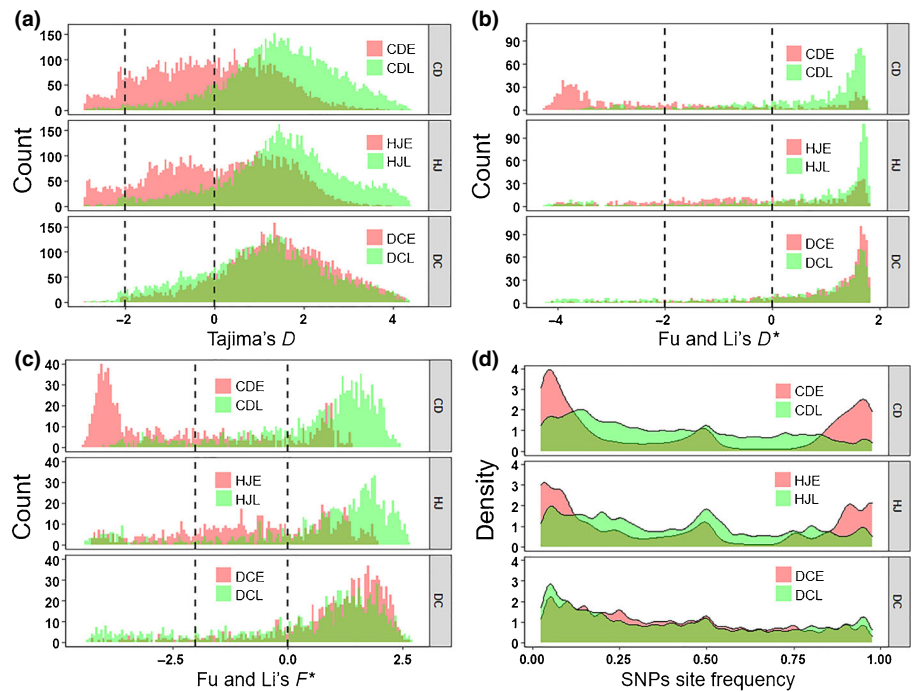 (a)
Count
150
100
50
0
CDE
CDL
CD
150
100
50
0
HJE
HJL
HJ
150
100
50
0
DCE
DCL
DC
−2 0 2 4
Tajima's D
(b)
Count
90
60
30
0
CDE
CDL
CD
90
60
30
0
HJE
HJL
HJ
90
60
30
0
DCE
DCL
DC
−4 −2 0 2
Fu and Li's D*
(c)
Count
40
30
20
10
0
CDE
CDL
CD
40
30
20
10
0
HJE
HJL
HJ
40
30
20
10
0
DCE
DCL
DC
−2.5 0.0 2.5
Fu and Li's F*
(d)
Density
4
3
2
1
0
CDE
CDL
CD
4
3
2
1
0
HJE
HJL
HJ
4
3
2
1
0
DCE
DCL
DC
0.00 0.25 0.50 0.75 1.00
SNPs site frequency